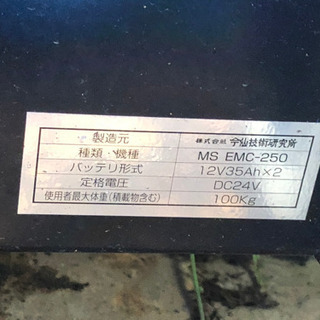 製造元 株式会社 今仙技術研究所
種類・機種 MS EMC-250
バッテリ形式 12V35Ah×2
定格電圧 DC24V
使用者最大体重(積載物含む) 100Kg